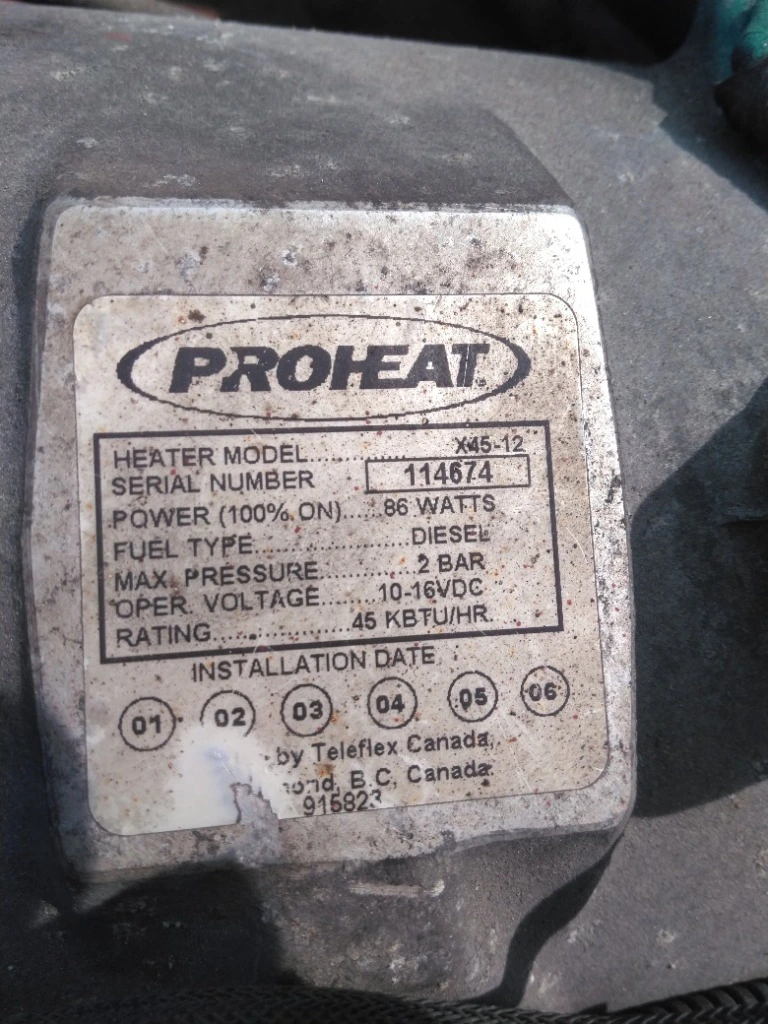 PROHEAT
HEATER MODEL............... X45-12
SERIAL NUMBER 114674
POWER (100% ON)......86 WATTS
FUEL TYPE......................DIESEL
MAX. PRESSURE..............2 BAR
OPER. VOLTAGE........10-16VDC
RATING....................45 KBTU/HR.
INSTALLATION DATE
01 02 03 04 05 06
by Teleflex Canada,
B.C, Canada.
915823